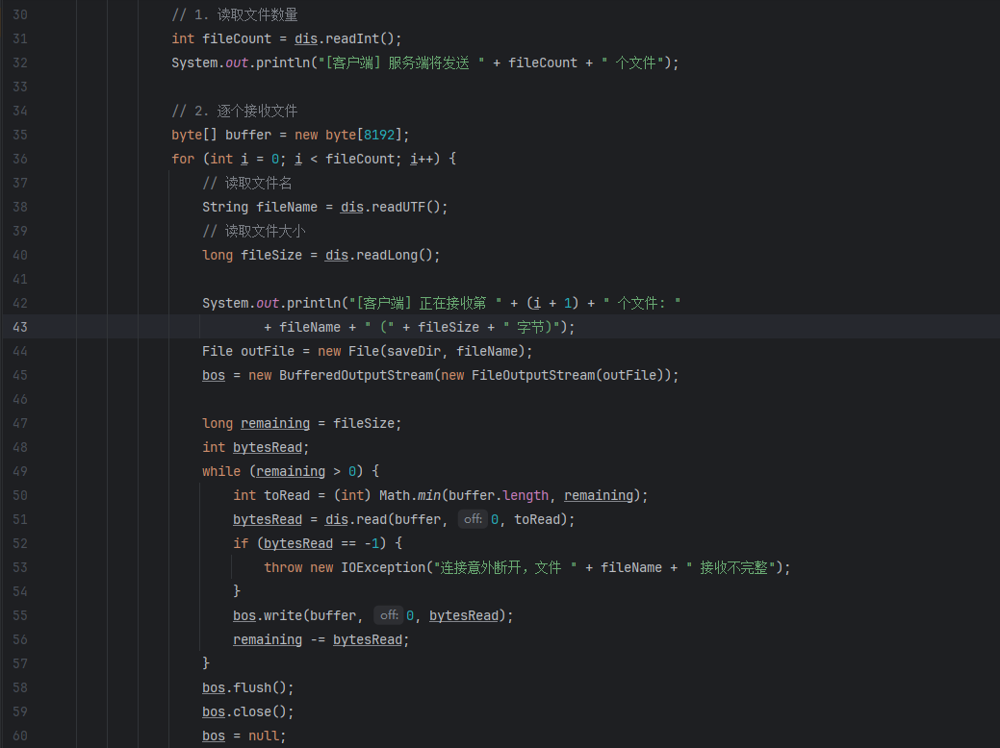 30 // 1. 读取文件数量
31 int fileCount = dis.readInt();
32 System.out.println("[客户端] 服务端将发送 " + fileCount + " 个文件");
33
34 // 2. 逐个接收文件
35 byte[] buffer = new byte[8192];
36 for (int i = 0; i < fileCount; i++) {
37 // 读取文件名
38 String fileName = dis.readUTF();
39 // 读取文件大小
40 long fileSize = dis.readLong();
41
42 System.out.println("[客户端] 正在接收第 " + (i + 1) + " 个文件: "
43 + fileName + " (" + fileSize + " 字节)");
44 File outFile = new File(saveDir, fileName);
45 bos = new BufferedOutputStream(new FileOutputStream(outFile));
46
47 long remaining = fileSize;
48 int bytesRead;
49 while (remaining > 0) {
50 int toRead = (int) Math.min(buffer.length, remaining);
51 bytesRead = dis.read(buffer, off: 0, toRead);
52 if (bytesRead == -1) {
53 throw new IOException("连接意外断开，文件 " + fileName + " 接收不完整");
54 }
55 bos.write(buffer, off: 0, bytesRead);
56 remaining -= bytesRead;
57 }
58 bos.flush();
59 bos.close();
60 bos = null;